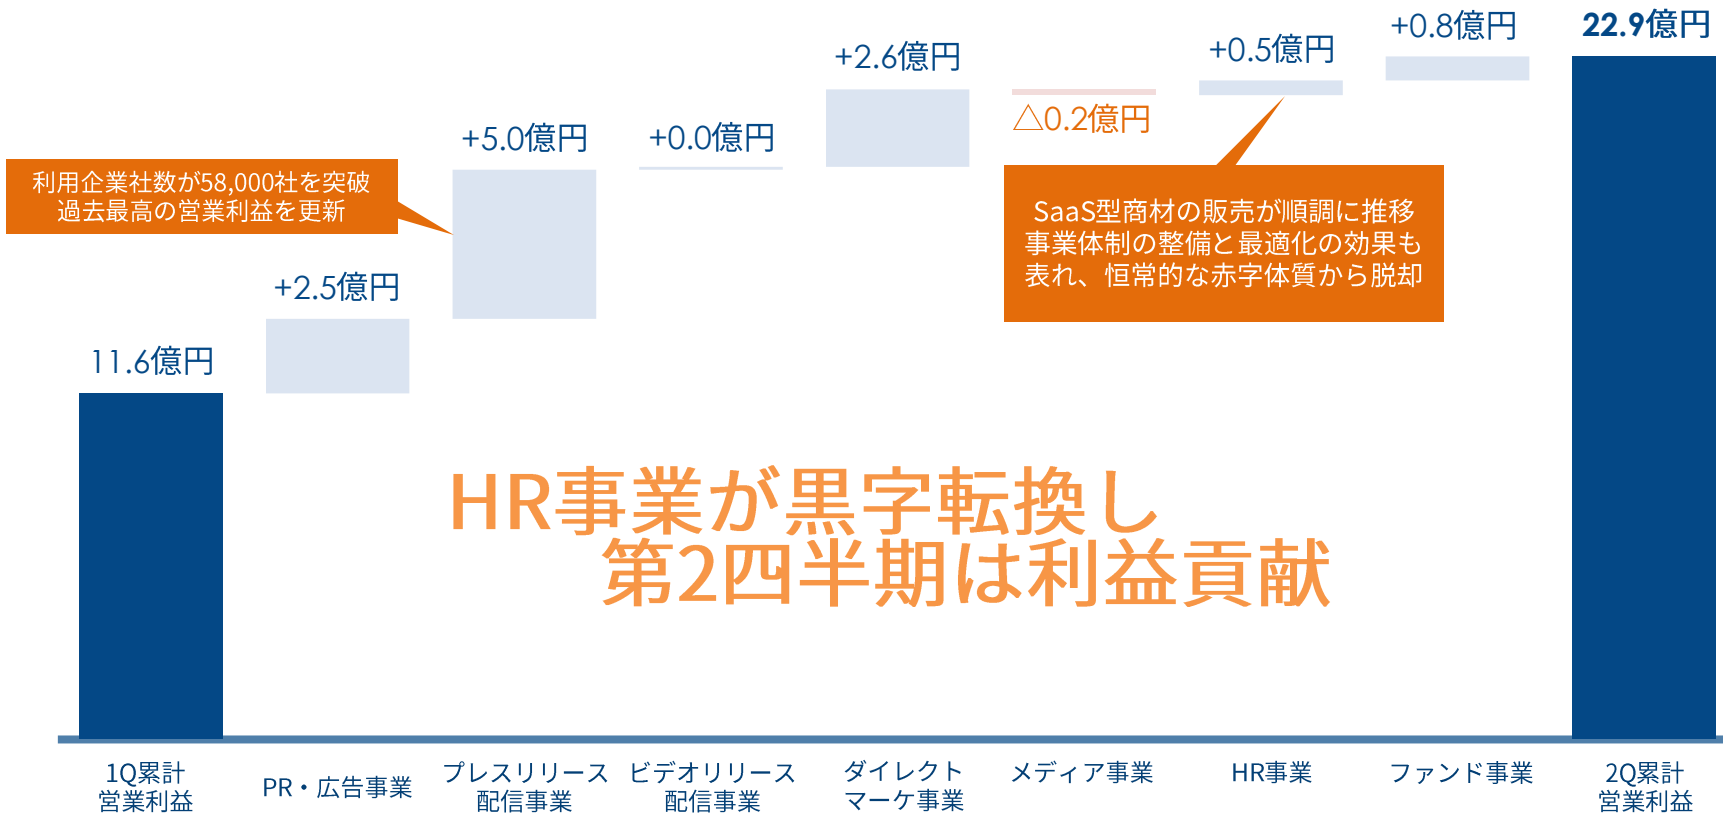 +0.8億円
22.9億円
+0.5億円
+2.6億円
△0.2億円
+5.0億円
+0.0億円
利用企業社数が58,000社を突破
過去最高の営業利益を更新
SaaS型商材の販売が順調に推移
事業体制の整備と最適化の効果も
表れ、恒常的な赤字体質から脱却
+2.5億円
11.6億円
HR事業が黒字転換し
第2四半期は利益貢献
1Q累計
営業利益
PR・広告事業
プレスリリース
配信事業
ビデオリリース
配信事業
ダイレクト
マーケ事業
メディア事業
HR事業
ファンド事業
2Q累計
営業利益